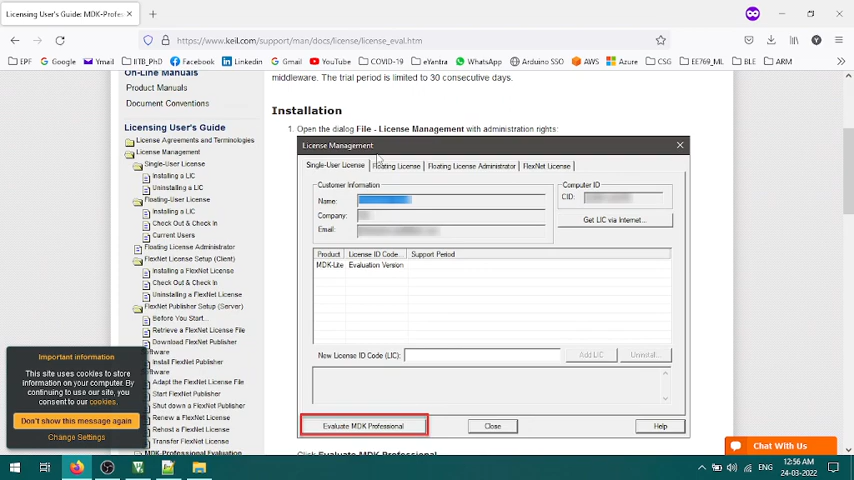 Licensing User's Guide: MDK-Profes
https://www.keil.com/support/man/docs/license/license_eval.htm
EPF Google Ymail IITB_PhD Facebook Linkedin Gmail YouTube COVID-19 eYantra WhatsApp Arduino SSO AWS Azure CSG EE769_ML BLE ARM
On-Line Manuals
Product Manuals
Document Conventions
Licensing User's Guide
License Agreements and Terminologies
License Management
Single-User License
Installing a LIC
Uninstalling a LIC
Floating-User License
Installing a LIC
Check Out & Check In
Current Users
Floating License Administrator
FlexNet License Setup (Client)
Installing a FlexNet License
Check Out & Check In
Uninstalling a FlexNet License
FlexNet Publisher Setup (Server)
Before You Start...
Retrieve a FlexNet License File
Download FlexNet Publisher
Software
Install FlexNet Publisher
Software
Adapt the FlexNet License File
Start FlexNet Publisher
Shut down a FlexNet Publisher
Renew a FlexNet License
Rehost a FlexNet License
Transfer FlexNet License
MDK-Professional Evaluation
middleware. The trial period is limited to 30 consecutive days.
Installation
1. Open the dialog File - License Management with administration rights:
License Management
Single-User License Floating License Floating License Administrator FlexNet License
Customer Information
Name:
Company:
Email:
Computer ID
CID:
Get LIC via Internet...
Product License ID Code... Support Period
MDK-Lite Evaluation Version
New License ID Code (LIC):
Add LIC
Uninstall...
Evaluate MDK Professional
Close
Help
Click Evaluate MDK Professional
Important information
This site uses cookies to store
information on your computer. By
continuing to use our site, you
consent to our cookies.
Don't show this message again
Change Settings
Chat With Us
ENG
12:56 AM
24-03-2022